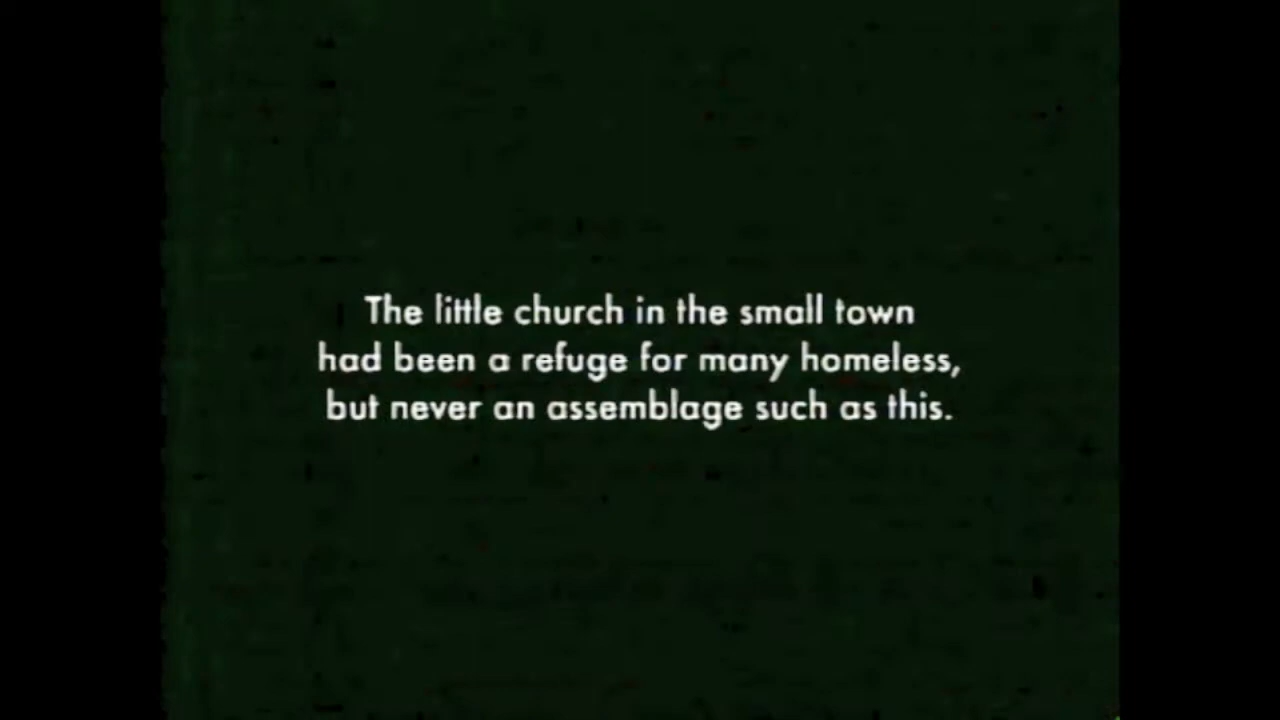 The little church in the small town
had been a refuge for many homeless,
but never an assemblage such as this.